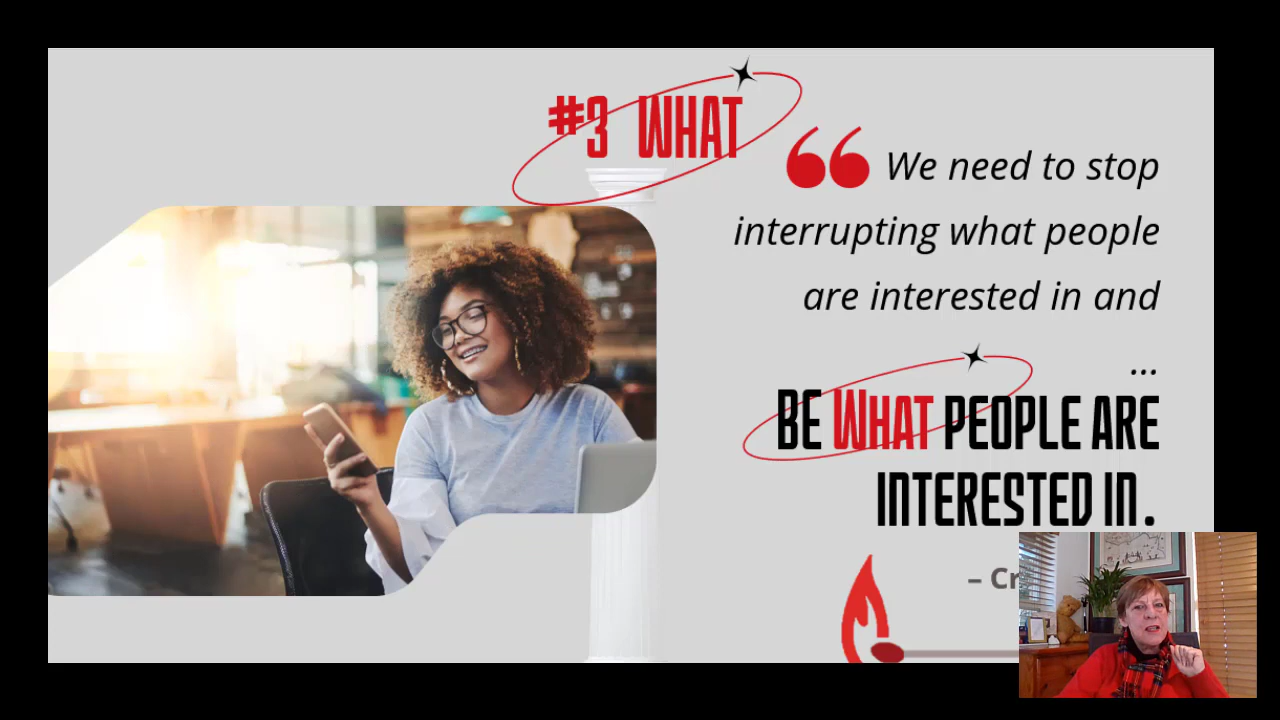 #3 WHAT
“ We need to stop
interrupting what people
are interested in and
...
BE WHAT PEOPLE ARE
INTERESTED IN.